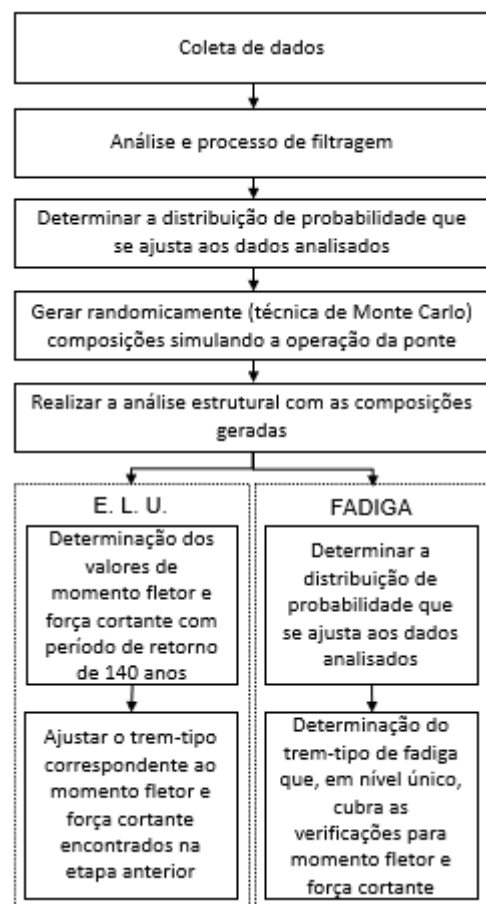 Coleta de dados
Análise e processo de filtragem
Determinar a distribuição de probabilidade que
se ajusta aos dados analisados
Gerar randomicamente (técnica de Monte Carlo)
composições simulando a operação da ponte
Realizar a análise estrutural com as composições
geradas
E. L. U.
Determinação dos
valores de
momento fletor e
força cortante com
período de retorno
de 140 anos
Ajustar o trem-tipo
correspondente ao
momento fletor e
força cortante
encontrados na
etapa anterior
FADIGA
Determinar a
distribuição de
probabilidade que
se ajusta aos dados
analisados
Determinação do
trem-tipo de fadiga
que, em nível único,
cubra as
verificações para
momento fletor e
força cortante